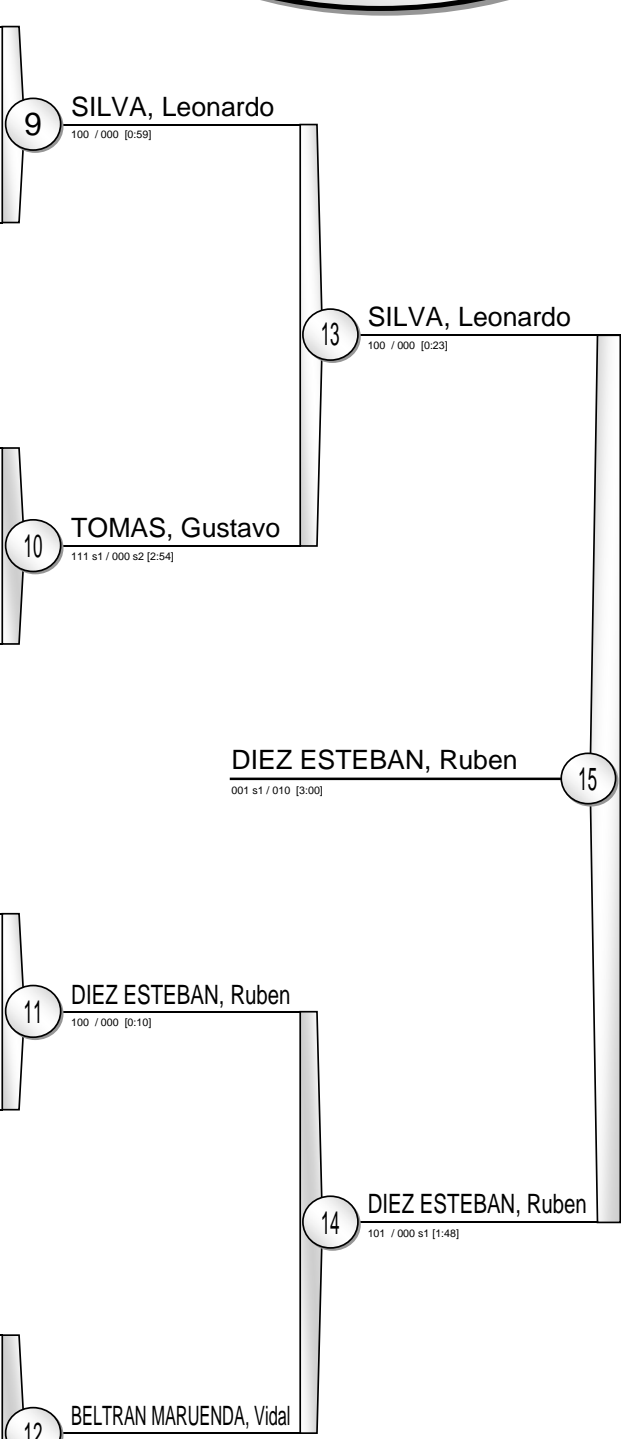 9
SILVA, Leonardo
100 / 000 [0:59]
13
SILVA, Leonardo
100 / 000 [0:23]
10
TOMAS, Gustavo
111 s1 / 000 s2 [2:54]
DIEZ ESTEBAN, Ruben
15
001 s1 / 010 [3:00]
11
DIEZ ESTEBAN, Ruben
100 / 000 [0:10]
14
DIEZ ESTEBAN, Ruben
101 / 000 s1 [1:48]
12
BELTRAN MARUENDA, Vidal